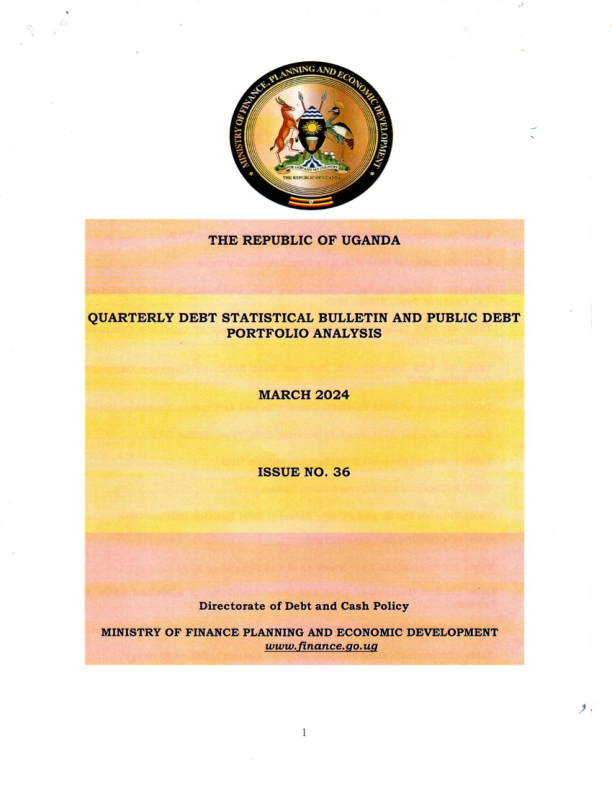 MINISTRY OF FINANCE, PLANNING AND ECONOMIC DEVELOPMENT
THE REPUBLIC OF UGANDA
THE REPUBLIC OF UGANDA
QUARTERLY DEBT STATISTICAL BULLETIN AND PUBLIC DEBT
PORTFOLIO ANALYSIS
MARCH 2024
ISSUE NO. 36
Directorate of Debt and Cash Policy
MINISTRY OF FINANCE PLANNING AND ECONOMIC DEVELOPMENT
www.finance.go.ug
1